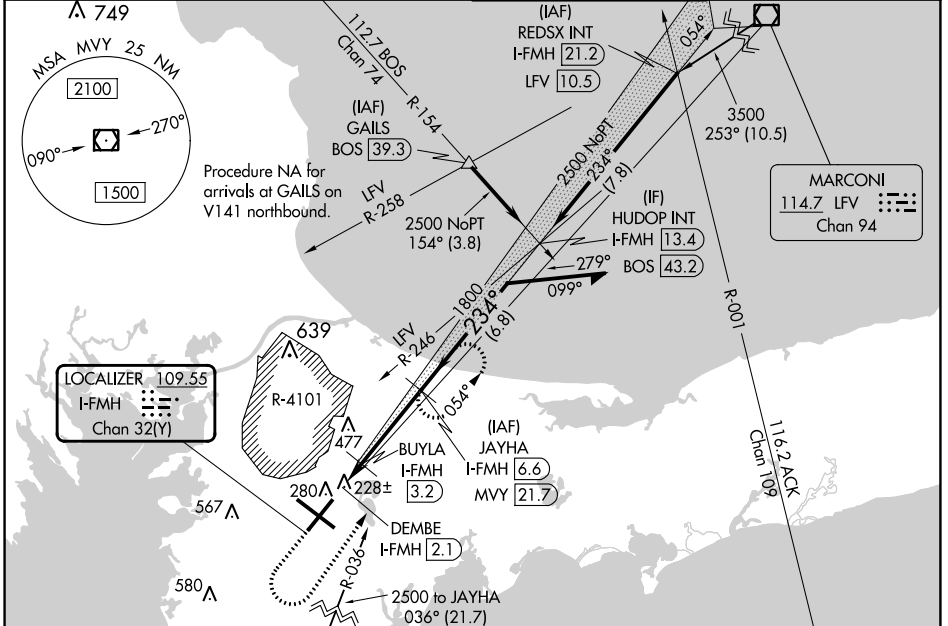 749
MSA MVY 25 NM
2100
090°
270°
1500
Procedure NA for
arrivals at GAILS on
V141 northbound.
112.7 BOS
Chan 74
R-154
(IAF)
GAILS
BOS 39.3
LFV
R-258
2500 NoPT
154° (3.8)
(IAF)
REDSX INT
I-FMH 21.2
LFV 10.5
054°
3500
253° (10.5)
2500 NoPT
234°
(7.8)
MARCONI
114.7 LFV
Chan 94
(IF)
HUDOP INT
I-FMH 13.4
BOS 43.2
279°
099°
1800
234°
(6.8)
LFV
R-246
054°
R-001
116.2 ACK
Chan 109
639
R-4101
LOCALIZER 109.55
I-FMH
Chan 32(Y)
477
BUYLA
I-FMH
3.2
(IAF)
JAYHA
I-FMH 6.6
MVY 21.7
280
228±
567
DEMBE
I-FMH 2.1
R-036
580
2500 to JAYHA
036° (21.7)